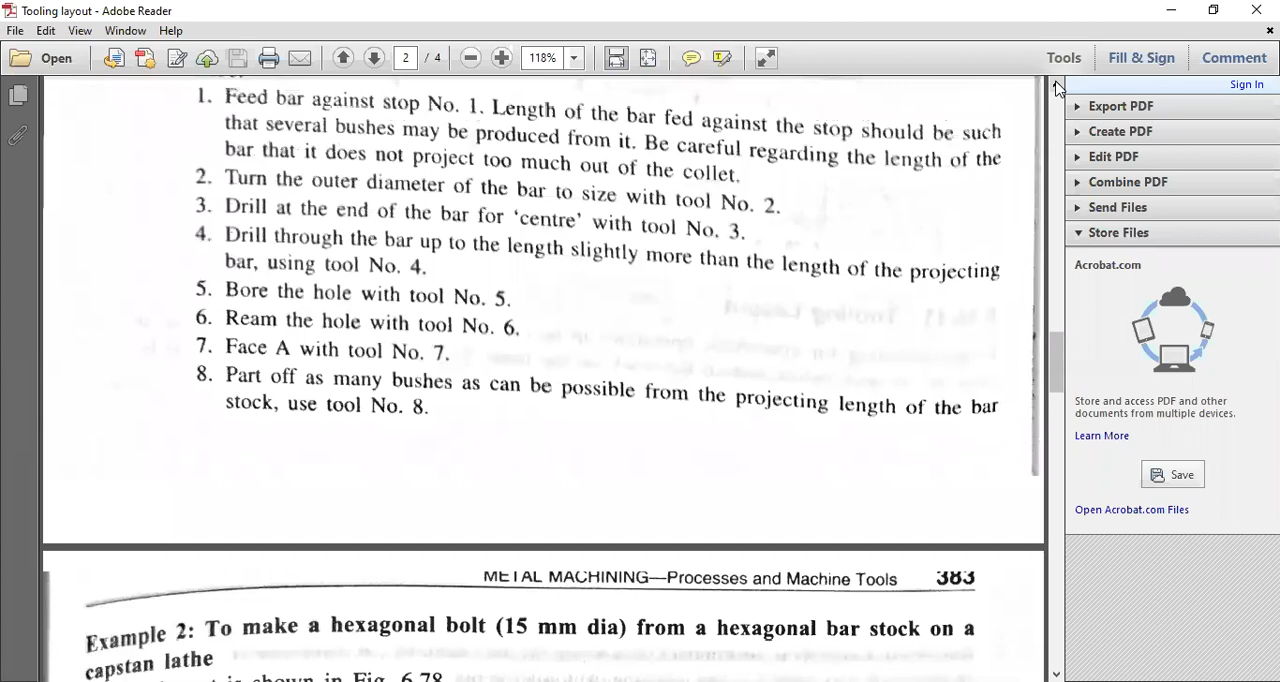 Tooling layout - Adobe Reader
File Edit View Window Help
Open 2 / 4 118% Tools Fill & Sign Comment
Sign In
Export PDF
Create PDF
Edit PDF
Combine PDF
Send Files
Store Files
Acrobat.com
Store and access PDF and other
documents from multiple devices.
Learn More
Save
Open Acrobat.com Files
1. Feed bar against stop No. 1. Length of the bar fed against the stop should be such
that several bushes may be produced from it. Be careful regarding the length of the
bar that it does not project too much out of the collet.
2. Turn the outer diameter of the bar to size with tool No. 2.
3. Drill at the end of the bar for ‘centre’ with tool No. 3.
4. Drill through the bar up to the length slightly more than the length of the projecting
bar, using tool No. 4.
5. Bore the hole with tool No. 5.
6. Ream the hole with tool No. 6.
7. Face A with tool No. 7.
8. Part off as many bushes as can be possible from the projecting length of the bar
stock, use tool No. 8.
METAL MACHINING—Processes and Machine Tools 383
Example 2: To make a hexagonal bolt (15 mm dia) from a hexagonal bar stock on a
capstan lathe
is shown in Fig. 6.78